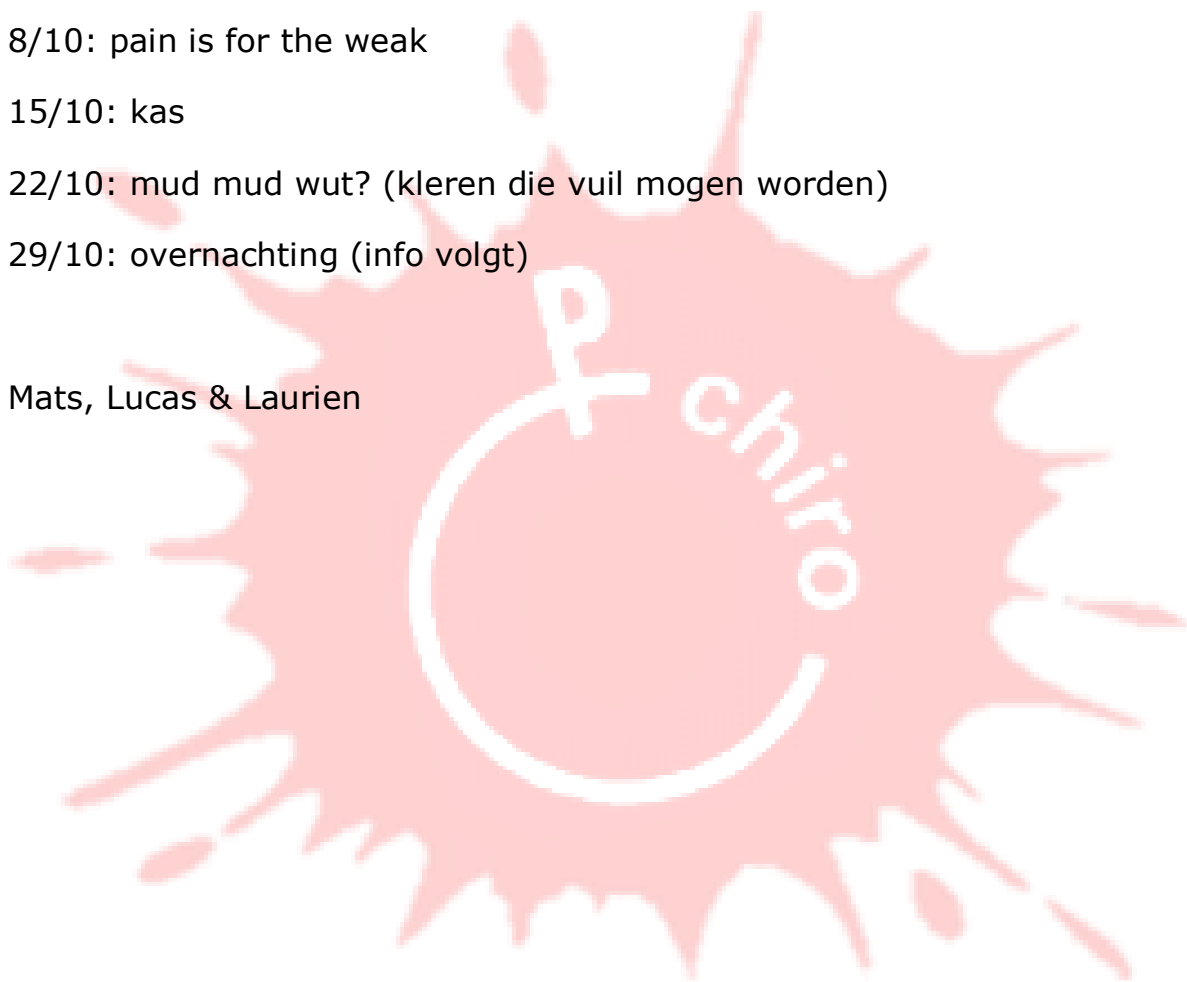 8/10: pain is for the weak
15/10: kas
22/10: mud mud wut? (kleren die vuil mogen worden)
29/10: overnachting (info volgt)
Mats, Lucas & Laurien
chiro